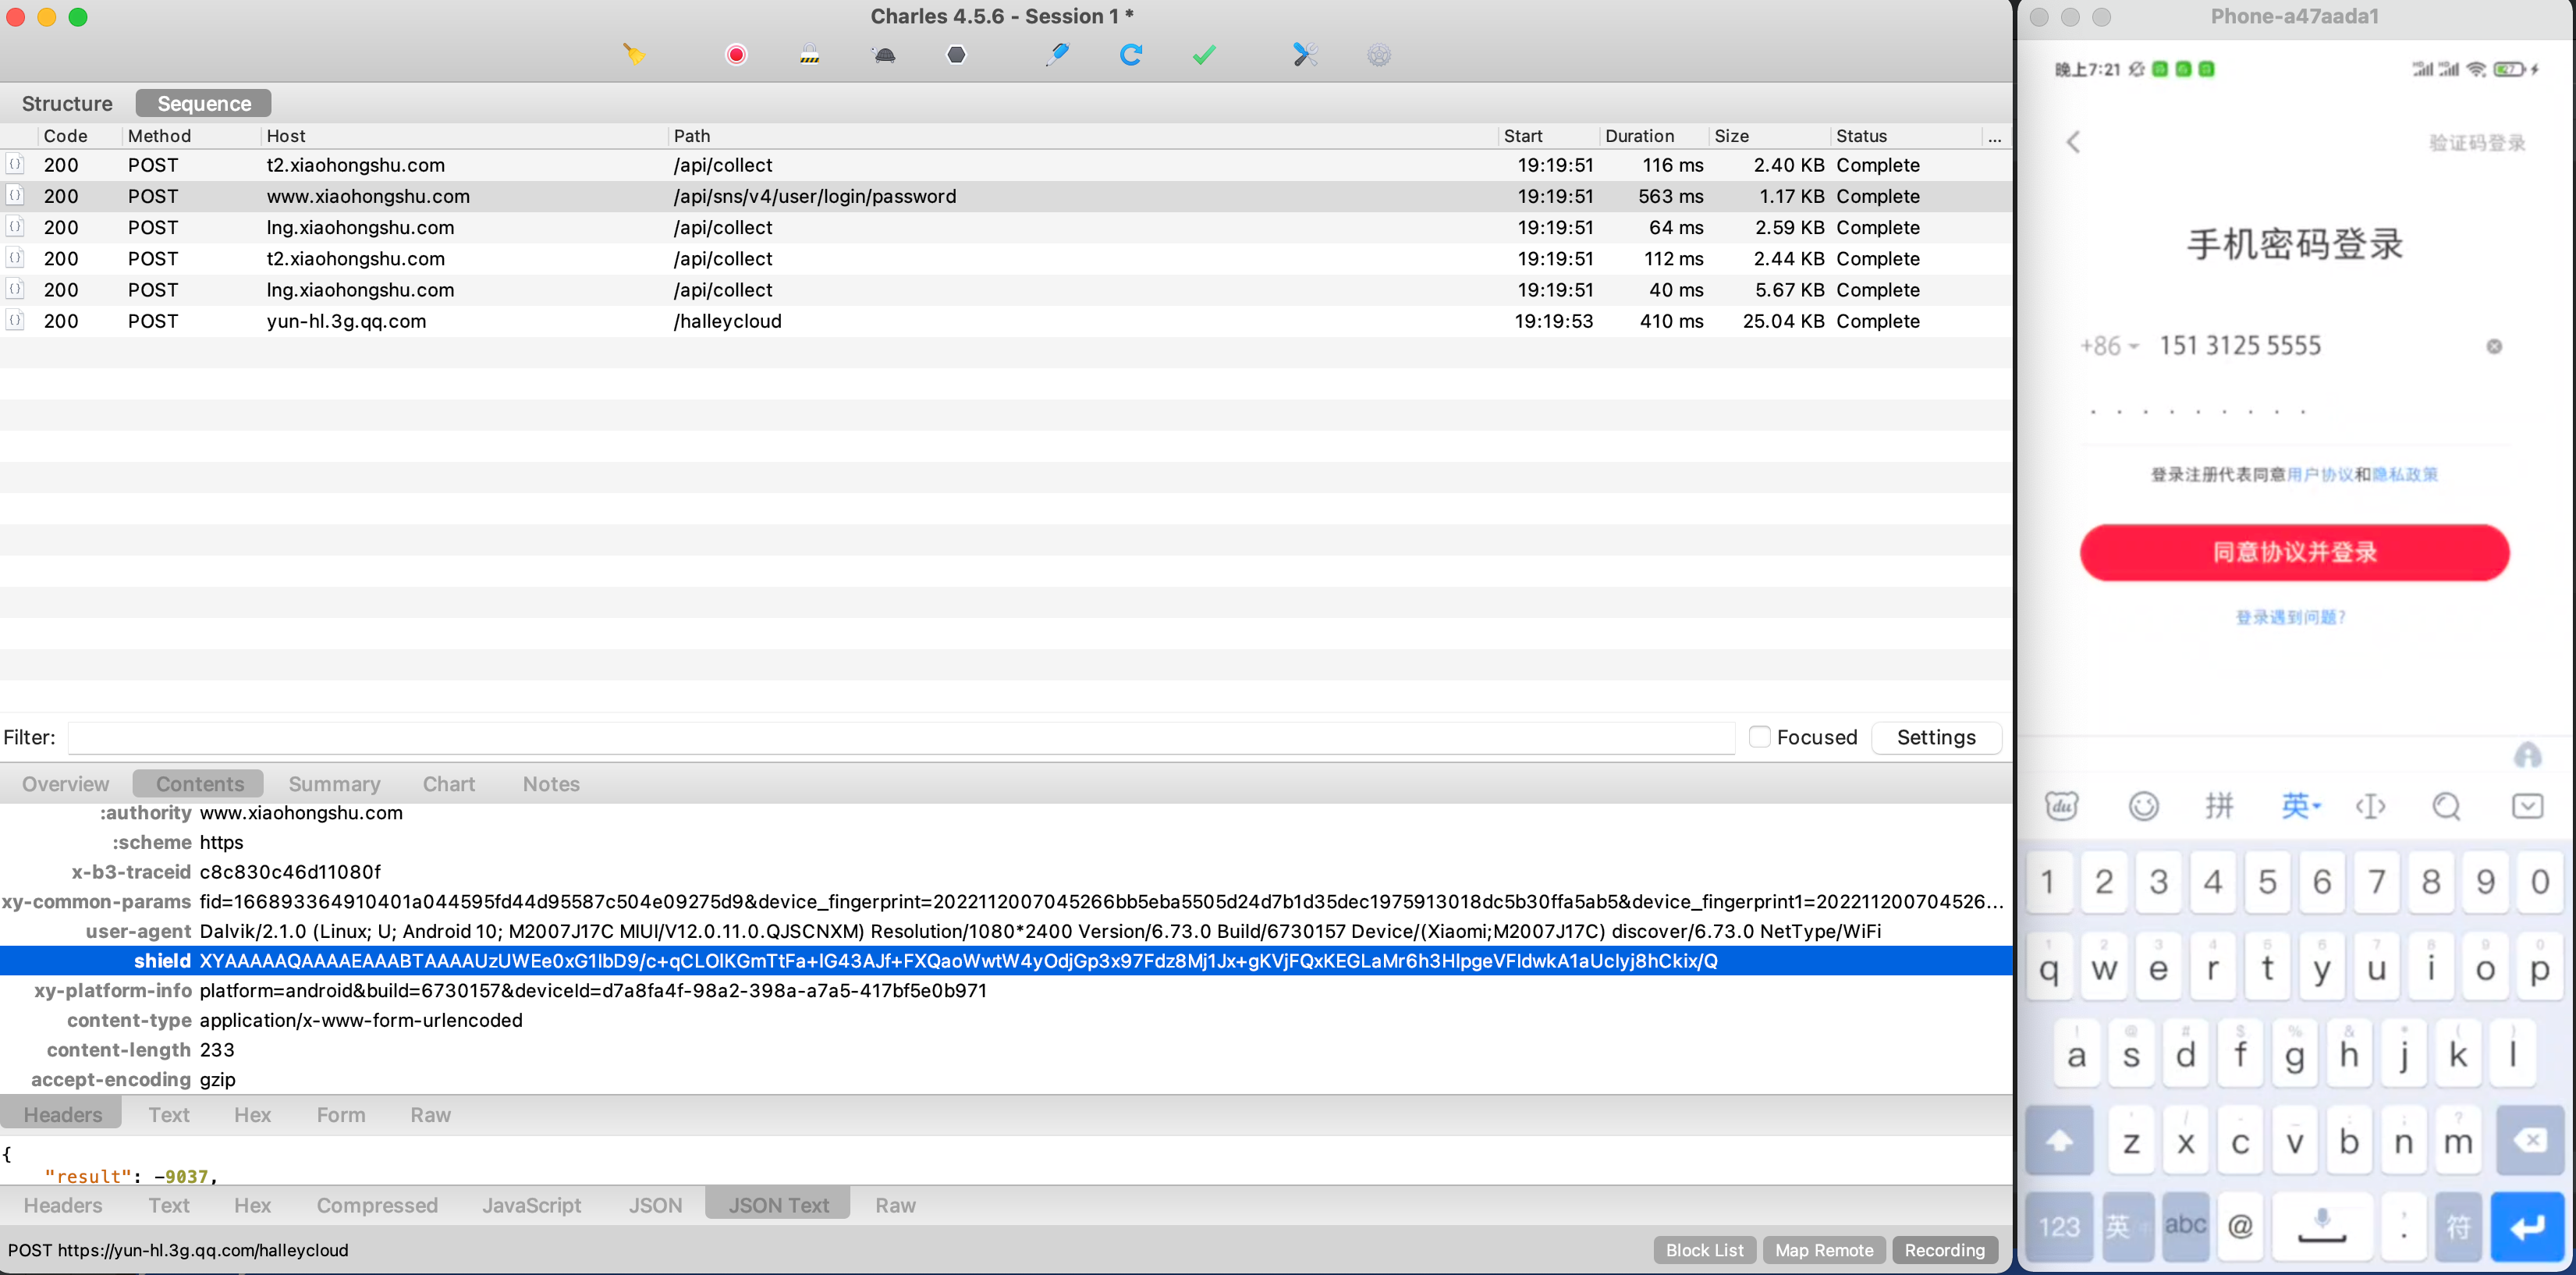 Charles 4.5.6 - Session 1 *
Structure Sequence
Code Method Host Path Start Duration Size Status ...
200 POST t2.xiaohongshu.com /api/collect 19:19:51 116 ms 2.40 KB Complete
200 POST www.xiaohongshu.com /api/sns/v4/user/login/password 19:19:51 563 ms 1.17 KB Complete
200 POST lng.xiaohongshu.com /api/collect 19:19:51 64 ms 2.59 KB Complete
200 POST t2.xiaohongshu.com /api/collect 19:19:51 112 ms 2.44 KB Complete
200 POST lng.xiaohongshu.com /api/collect 19:19:51 40 ms 5.67 KB Complete
200 POST yun-hl.3g.qq.com /halleycloud 19:19:53 410 ms 25.04 KB Complete
Filter: Focused Settings
Overview Contents Summary Chart Notes
:authority www.xiaohongshu.com
:scheme https
x-b3-traceid c8c830c46d11080f
xy-common-params fid=166893364910401a044595fd44d95587c504e09275d9&device_fingerprint=2022112007045266bb5eba5505d24d7b1d35dec1975913018dc5b30ffa5ab5&device_fingerprint1=202211200704526...
user-agent Dalvik/2.1.0 (Linux; U; Android 10; M2007J17C MIUI/V12.0.11.0.QJSCNXM) Resolution/1080*2400 Version/6.73.0 Build/6730157 Device/(Xiaomi;M2007J17C) discover/6.73.0 NetType/WiFi
shield XYAAAAAQAAAAEAAABTAAAAUzUWEe0xG1IbD9/c+qCLOlKGmTtFa+lG43AJf+FXQaoWwtW4yOdjGp3x97Fdz8Mj1Jx+gKVjFQxKEGLaMr6h3HlpgeVFIdwkA1aUclyj8hCkix/Q
xy-platform-info platform=android&build=6730157&deviceId=d7a8fa4f-98a2-398a-a7a5-417bf5e0b971
content-type application/x-www-form-urlencoded
content-length 233
accept-encoding gzip
Headers Text Hex Form Raw
{
"result": -9037,
Headers Text Hex Compressed JavaScript JSON JSON Text Raw
POST https://yun-hl.3g.qq.com/halleycloud Block List Map Remote Recording
Phone-a47aada1
晚上7:21
验证码登录
手机密码登录
+86 151 3125 5555
登录注册代表同意用户协议和隐私政策
同意协议并登录
登录遇到问题?
du 拼 英
1 2 3 4 5 6 7 8 9 0
q w e r t y u i o p
a s d f g h j k l
z x c v b n m
123 英 abc @ 符